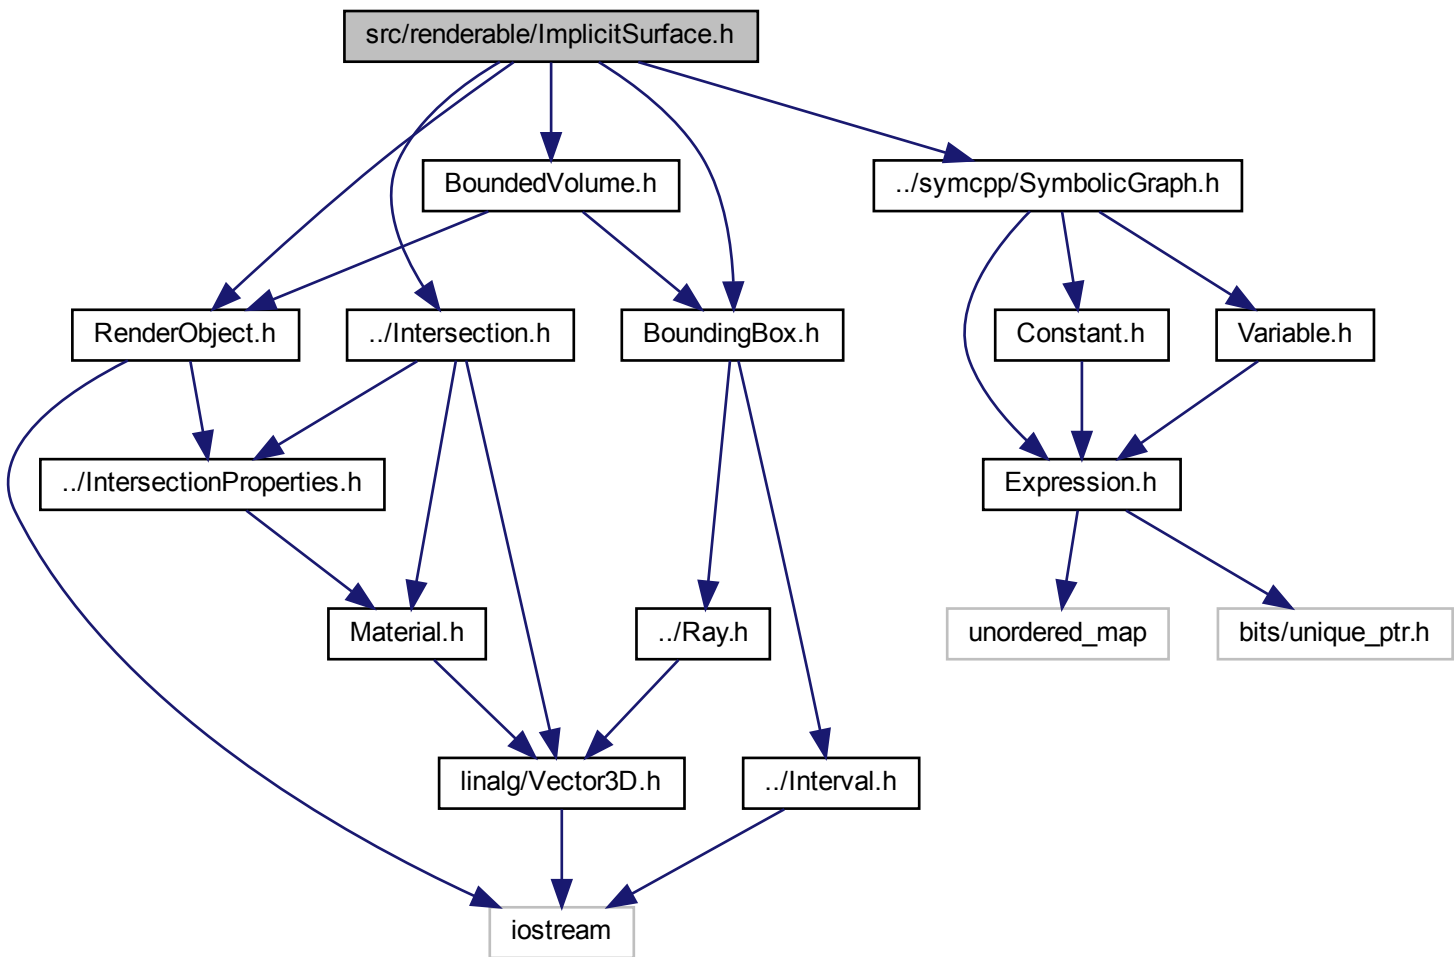 src/renderable/ImplicitSurface.h
BoundedVolume.h
../symcpp/SymbolicGraph.h
RenderObject.h
../Intersection.h
BoundingBox.h
Constant.h
Variable.h
../IntersectionProperties.h
Expression.h
Material.h
../Ray.h
unordered_map
bits/unique_ptr.h
linalg/Vector3D.h
../Interval.h
iostream